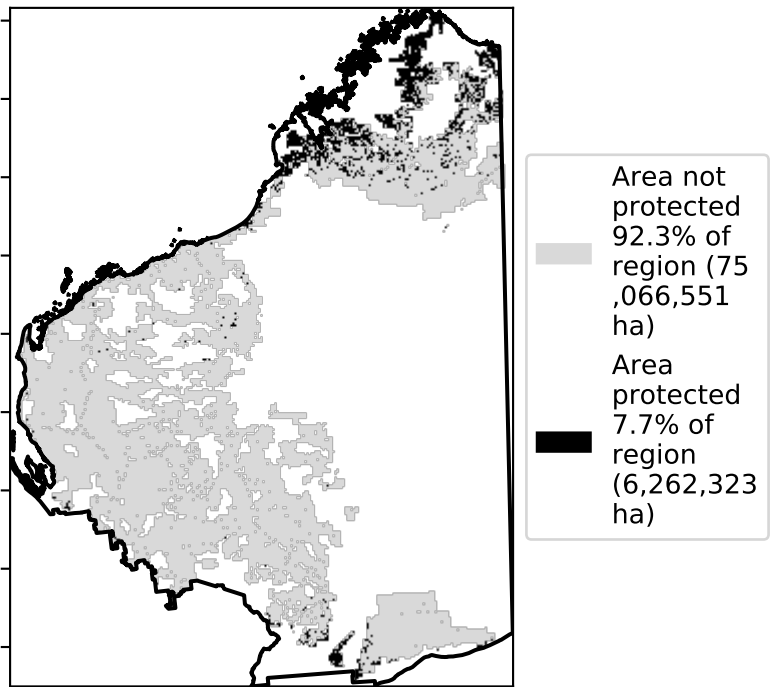 Area not
protected
92.3% of
region (75
,066,551
ha)
Area
protected
7.7% of
region
(6,262,323
ha)